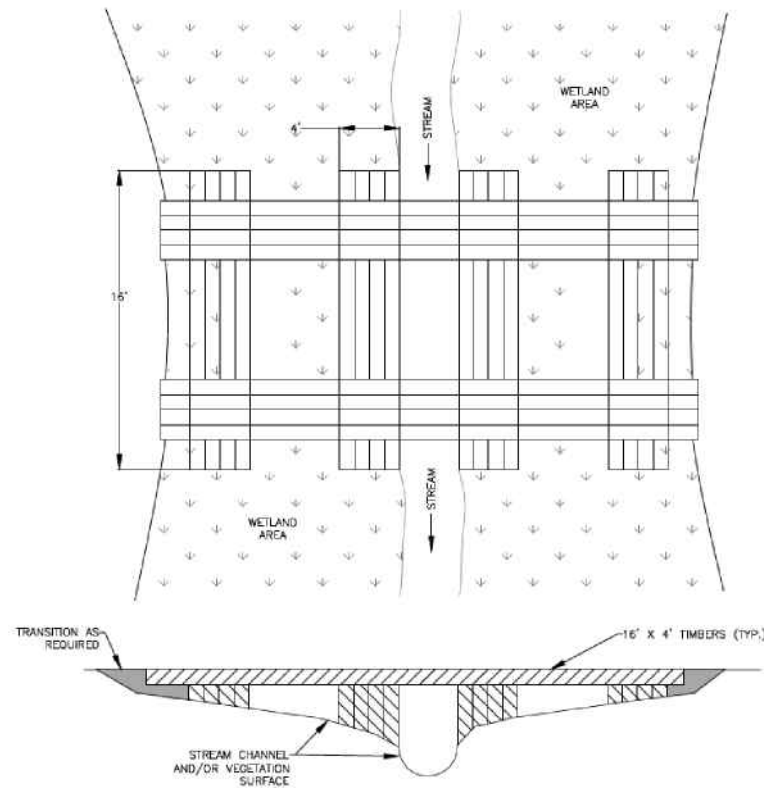 WETLAND
AREA
4'
STREAM
16'
STREAM
WETLAND
AREA
TRANSITION AS
REQUIRED
16' X 4' TIMBERS (TYP.)
STREAM CHANNEL
AND/OR VEGETATION
SURFACE